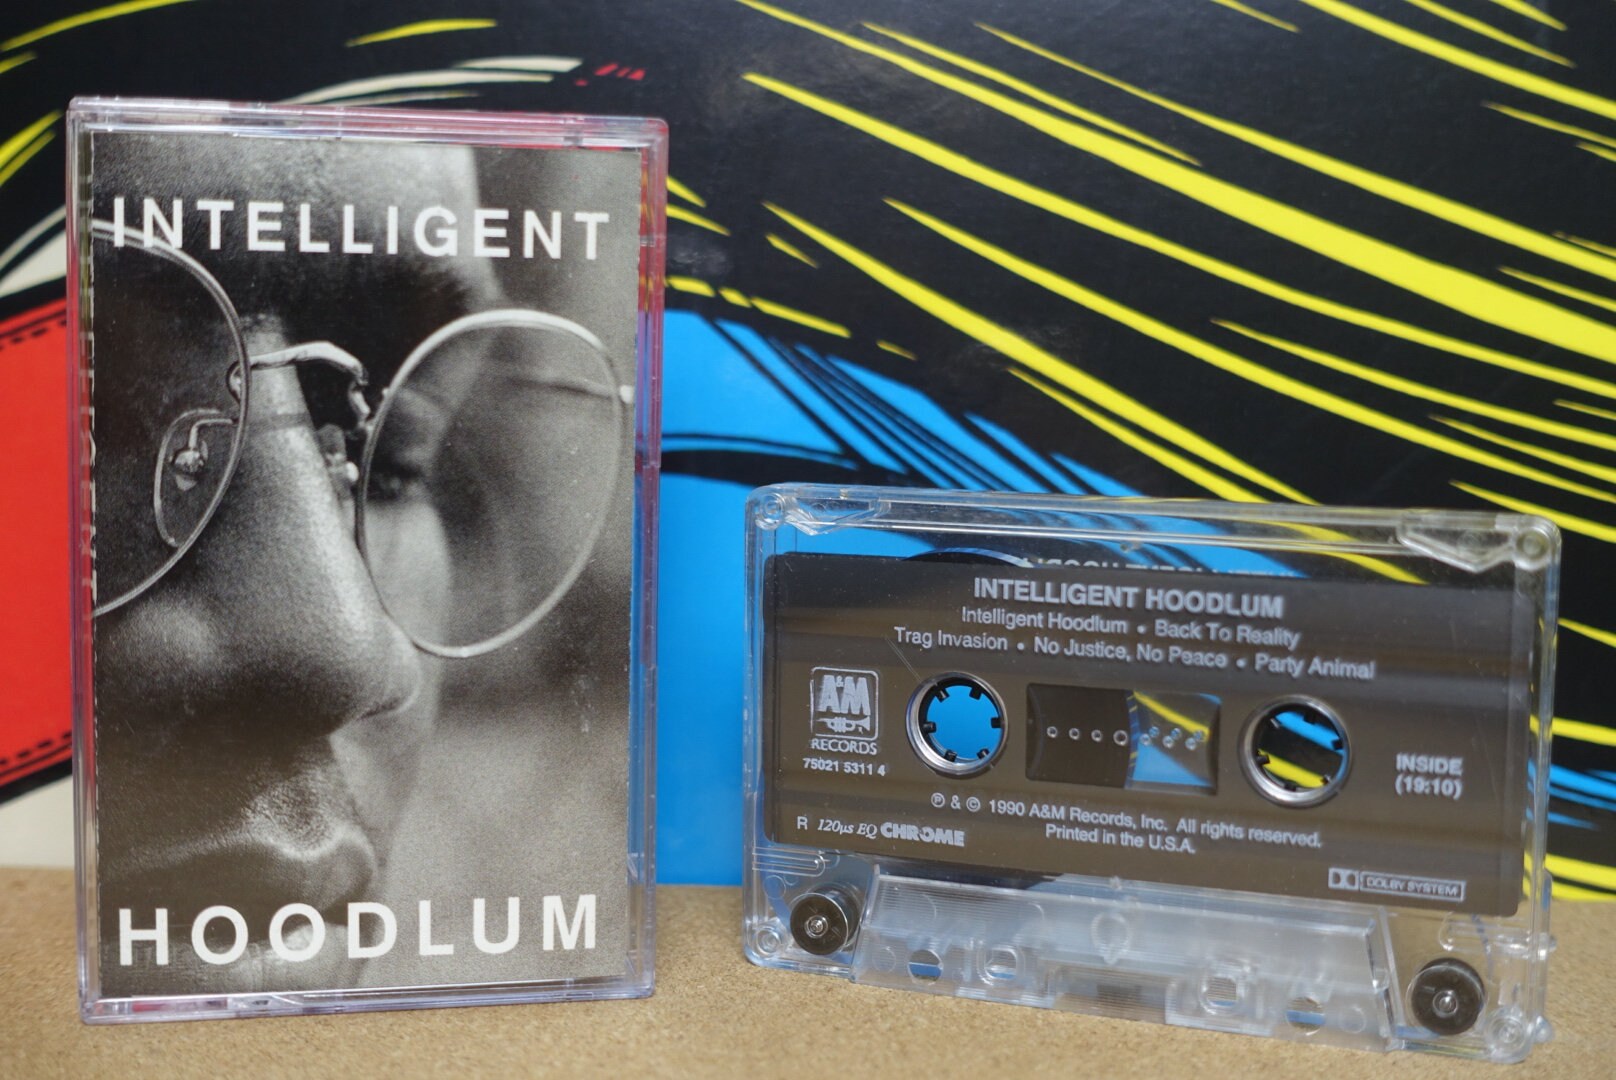 INTELLIGENT
HOODLUM
INTELLIGENT HOODLUM
Intelligent Hoodlum • Back To Reality
Trag Invasion • No Justice, No Peace • Party Animal
A&M
RECORDS
75021 5311 4
INSIDE
(19:10)
℗ & © 1990 A&M Records, Inc. All rights reserved.
Printed in the U.S.A.
R 120µs EQ CHROME
DOLBY SYSTEM